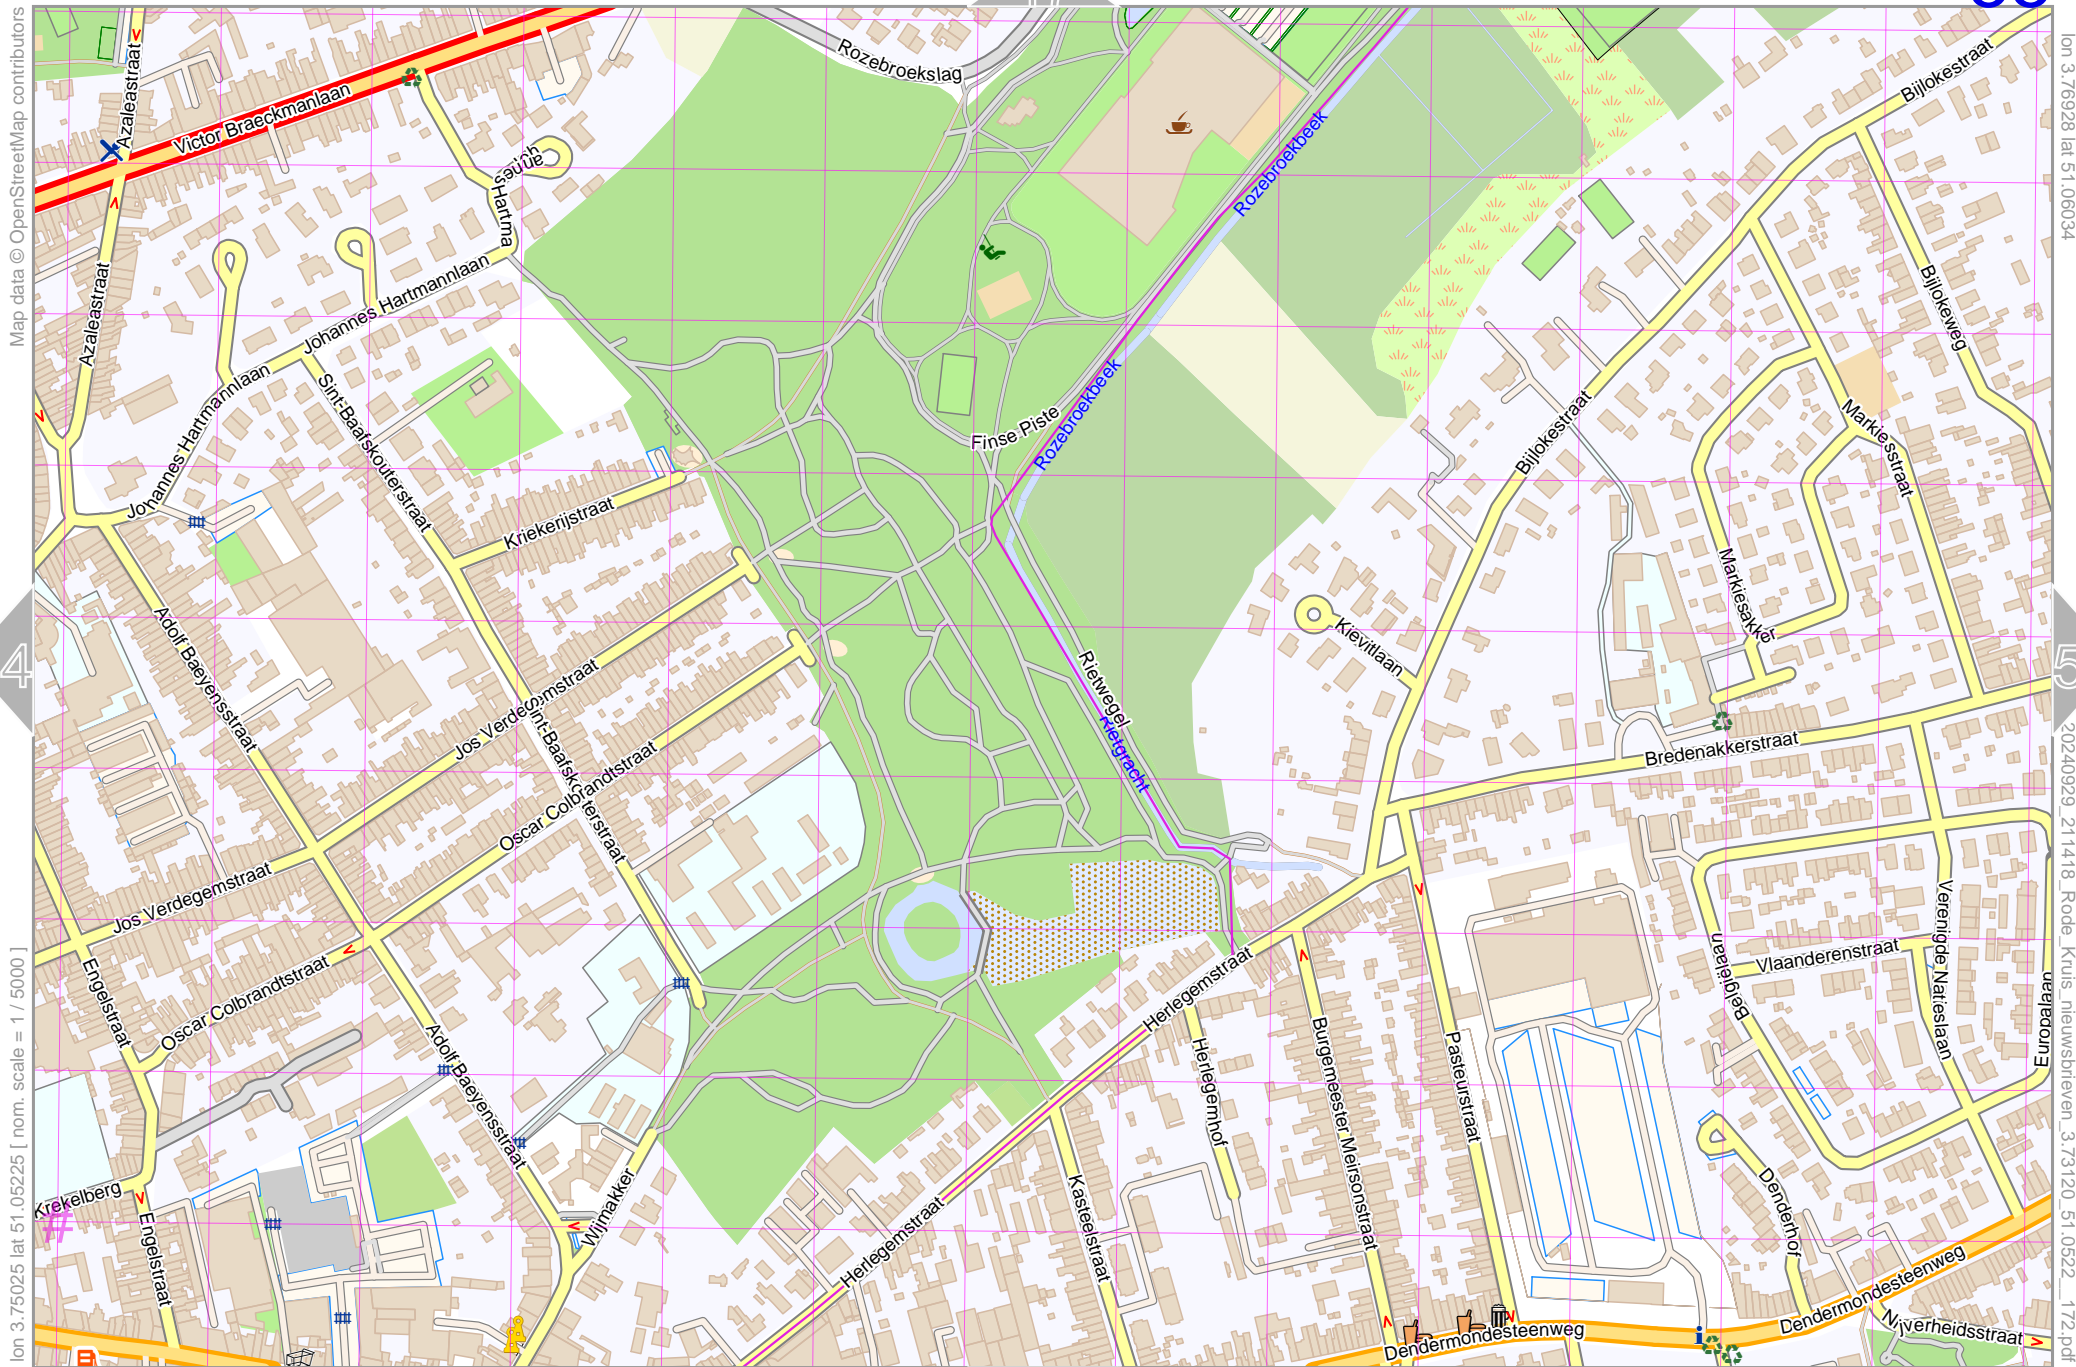 Map data © OpenStreetMap contributors
lon 3.76928 lat 51.06034
Azaleastraat
Victor Braeckmanlaan
Rozebroekslag
Bijlokestraat
Rozebroekbeek
Hartma
Azaleastraat
Johannes Hartmannlaan
Bijlokeweg
Johannes Hartmannlaan
Sint-Baafskouterstraat
Finse Piste
Rozebroekbeek
Bijlokestraat
Markiesstraat
Johannes Hartmannlaan
Kriekerijstraat
Markiesakker
Adolf Baeyensstraat
Kievitlaan
4
5
Jos Verdegemstraat
Sint-Baafskouterstraat
Rietwegel
Rietgracht
Bredenakkerstraat
Oscar Colbrandtstraat
Jos Verdegemstraat
Engelstraat
Oscar Colbrandtstraat
Herlegemstraat
Vlaanderenstraat
Belgiëlaan
Verenigde Natieslaan
Europalaan
Adolf Baeyensstraat
Herlegemhof
Burgemeester Meirsonstraat
Pasteurstraat
Krekelberg
#
Engelstraat
Wijmakker
Herlegemstraat
Kasteelstraat
Denderhof
Dendermondesteenweg
Dendermondesteenweg
Nijverheidsstraat
lon 3.75025 lat 51.05225 [ nom. scale = 1 / 5000 ]
20240929_211418_Rode_Kruis_nieuwsbrieven_3.73120_51.0522__172.pdf